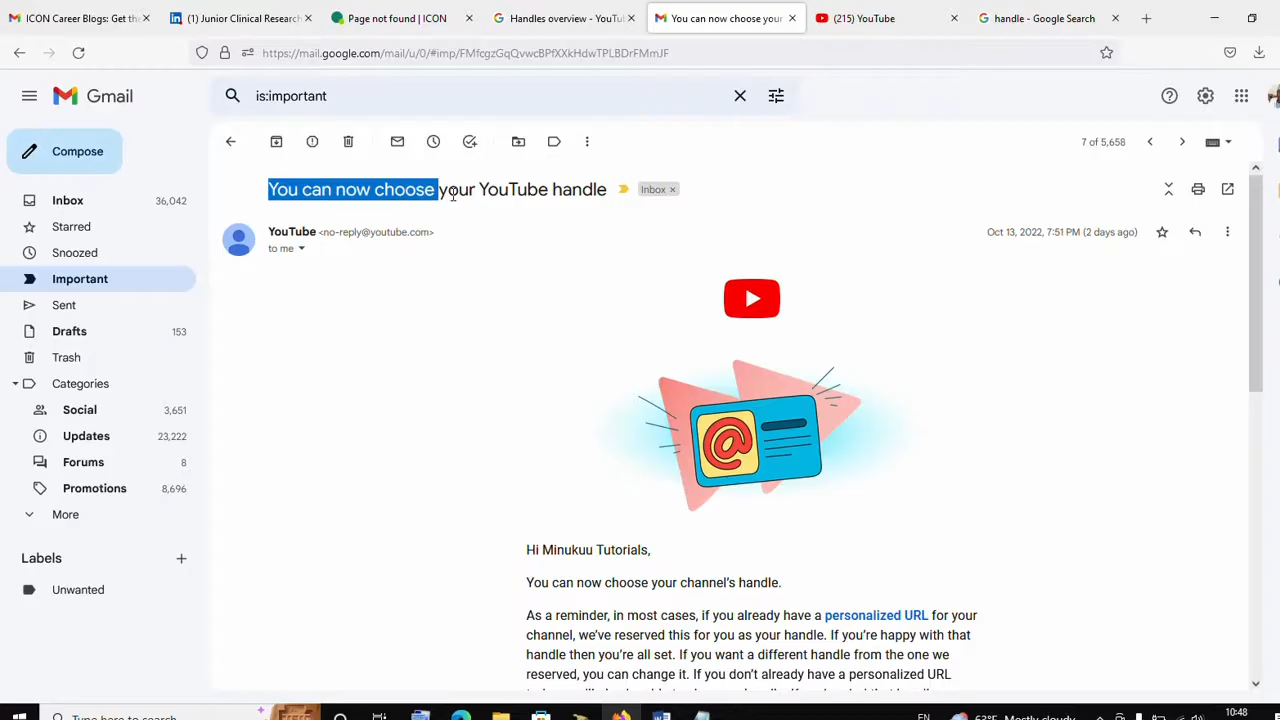 ICON Career Blogs: Get the
(1) Junior Clinical Research
Page not found | ICON
Handles overview - YouTu
You can now choose your
(215) YouTube
handle - Google Search
https://mail.google.com/mail/u/0/#imp/FMfcgzGqQvwcBPfXXkHdwTPLBDrFMmJF
Gmail
is:important
Compose
7 of 5,658
Inbox 36,042
Starred
Snoozed
Important
Sent
Drafts 153
Trash
Categories
Social 3,651
Updates 23,222
Forums 8
Promotions 8,696
More
Labels
Unwanted
You can now choose your YouTube handle
Inbox ×
YouTube <no-reply@youtube.com>
Oct 13, 2022, 7:51 PM (2 days ago)
to me
Hi Minukuu Tutorials,
You can now choose your channel's handle.
As a reminder, in most cases, if you already have a personalized URL for your
channel, we've reserved this for you as your handle. If you're happy with that
handle then you're all set. If you want a different handle from the one we
reserved, you can change it. If you don't already have a personalized URL
Type here to search
EN
63°F Mostly cloudy
10:48